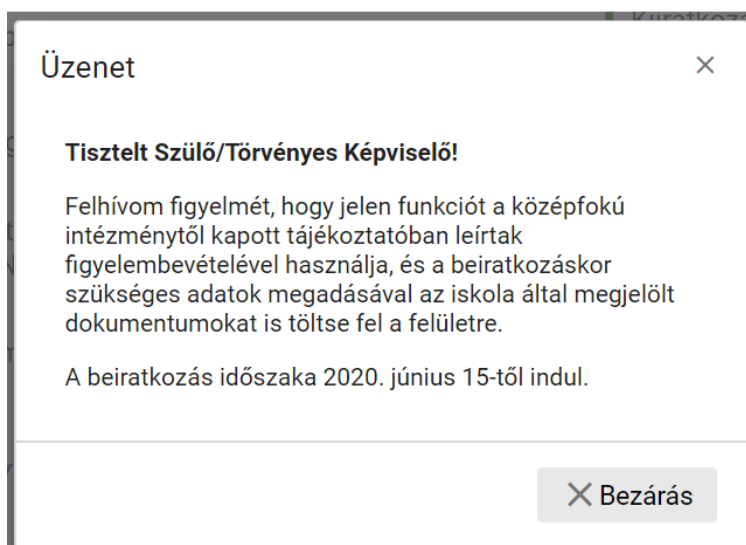 Üzenet
Tisztelt Szülő/Törvényes Képviselő!
Felhívom figyelmét, hogy jelen funkciót a középfokú
intézménytől kapott tájékoztatóban leírtak
figyelembevételével használja, és a beiratkozáskor
szükséges adatok megadásával az iskola által megjelölt
dokumentumokat is töltse fel a felületre.
A beiratkozás időszaka 2020. június 15-től indul.
Bezárás